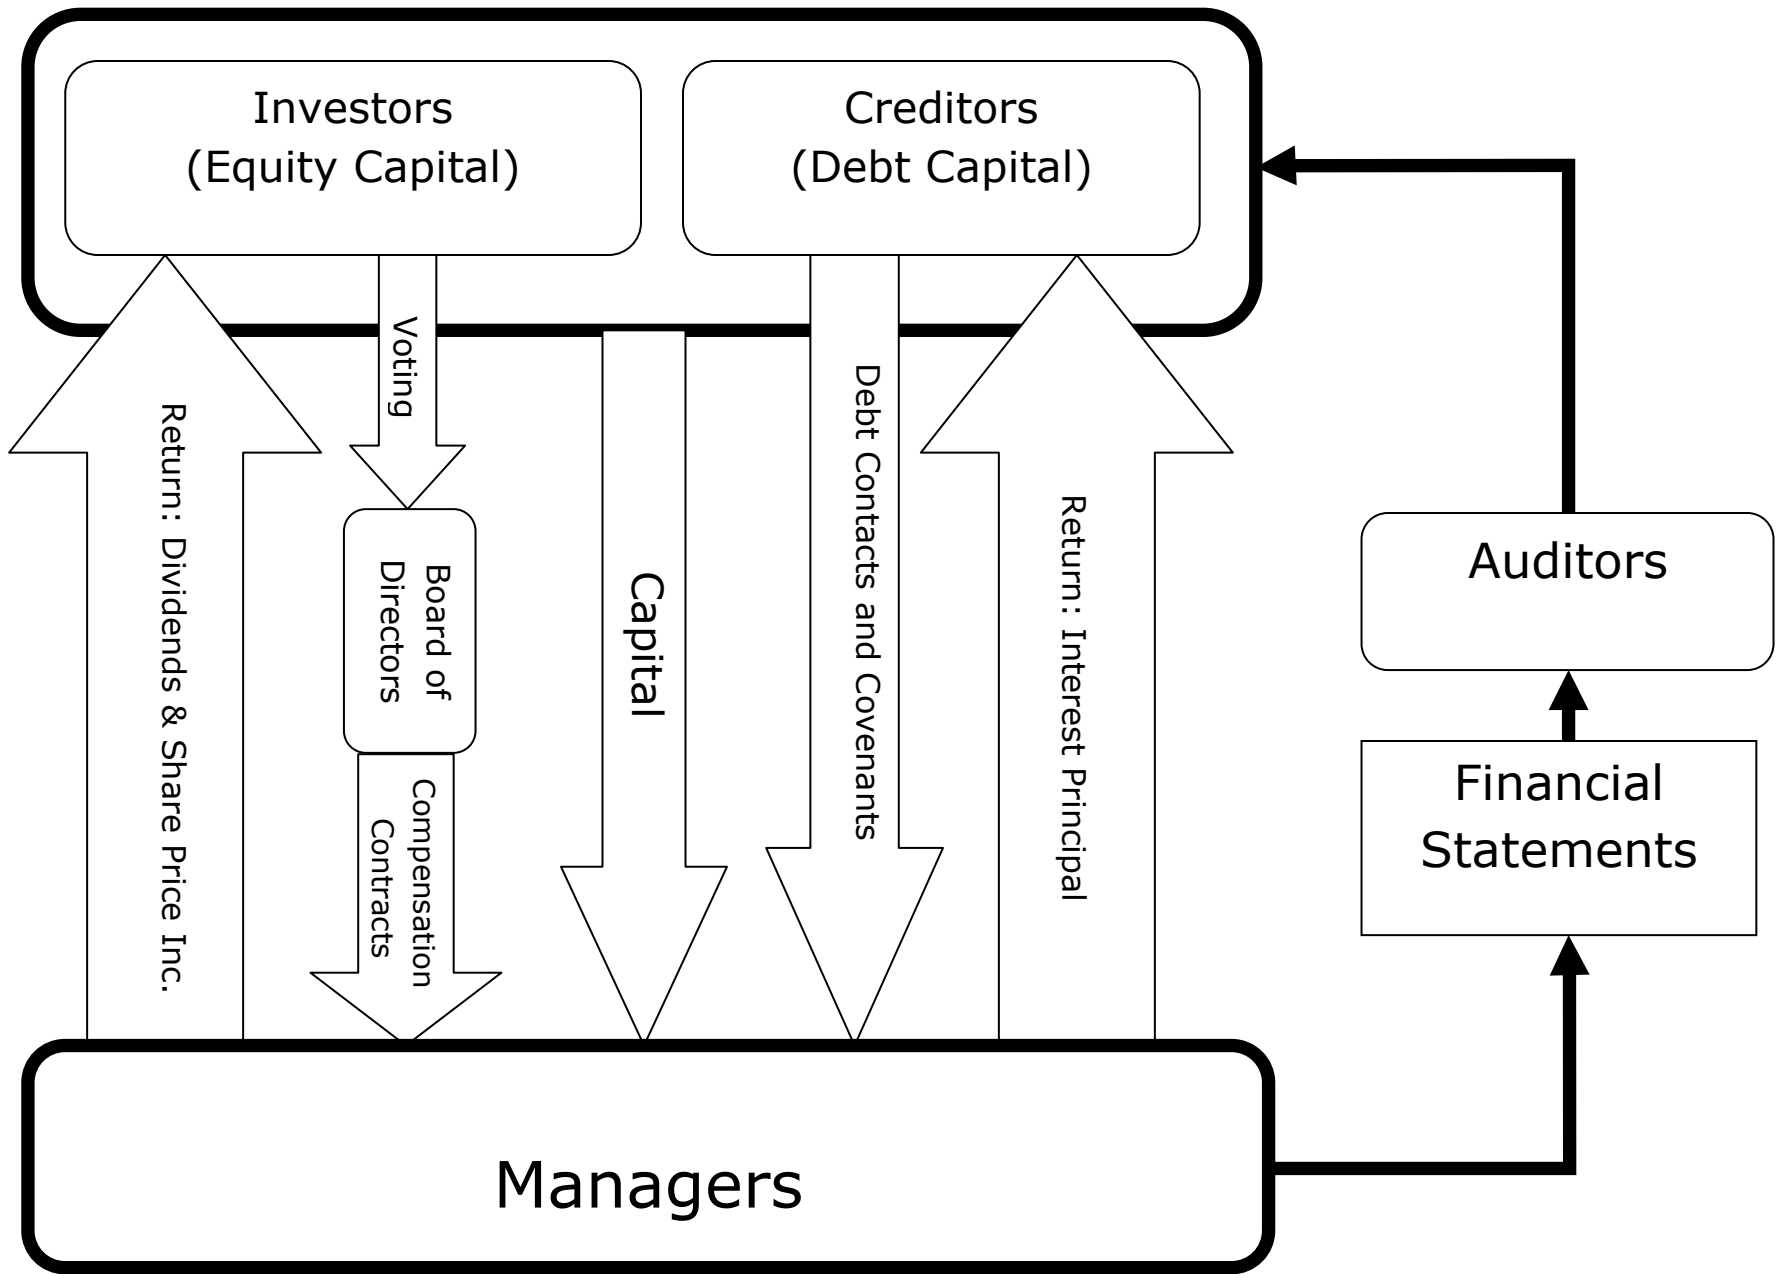 Investors
(Equity Capital)
Creditors
(Debt Capital)
Voting
Return: Dividends & Share Price Inc.
Board of
Directors
Compensation
Contracts
Capital
Debt Contacts and Covenants
Return: Interest Principal
Auditors
Financial
Statements
Managers